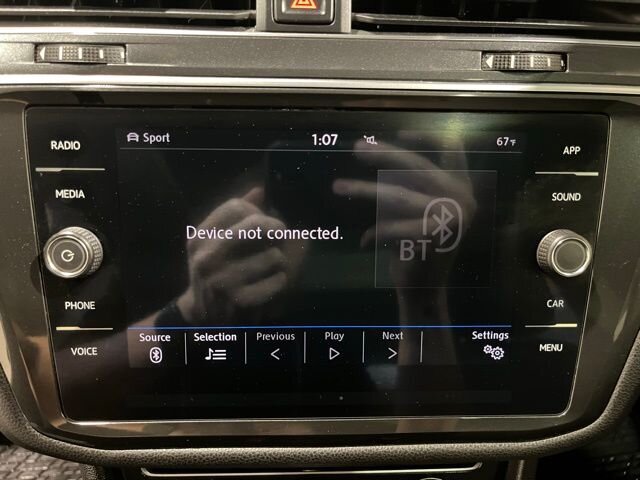 RADIO
MEDIA
PHONE
VOICE
Sport 1:07 67°F
Device not connected.
BT
Source Selection Previous Play Next Settings
APP
SOUND
CAR
MENU